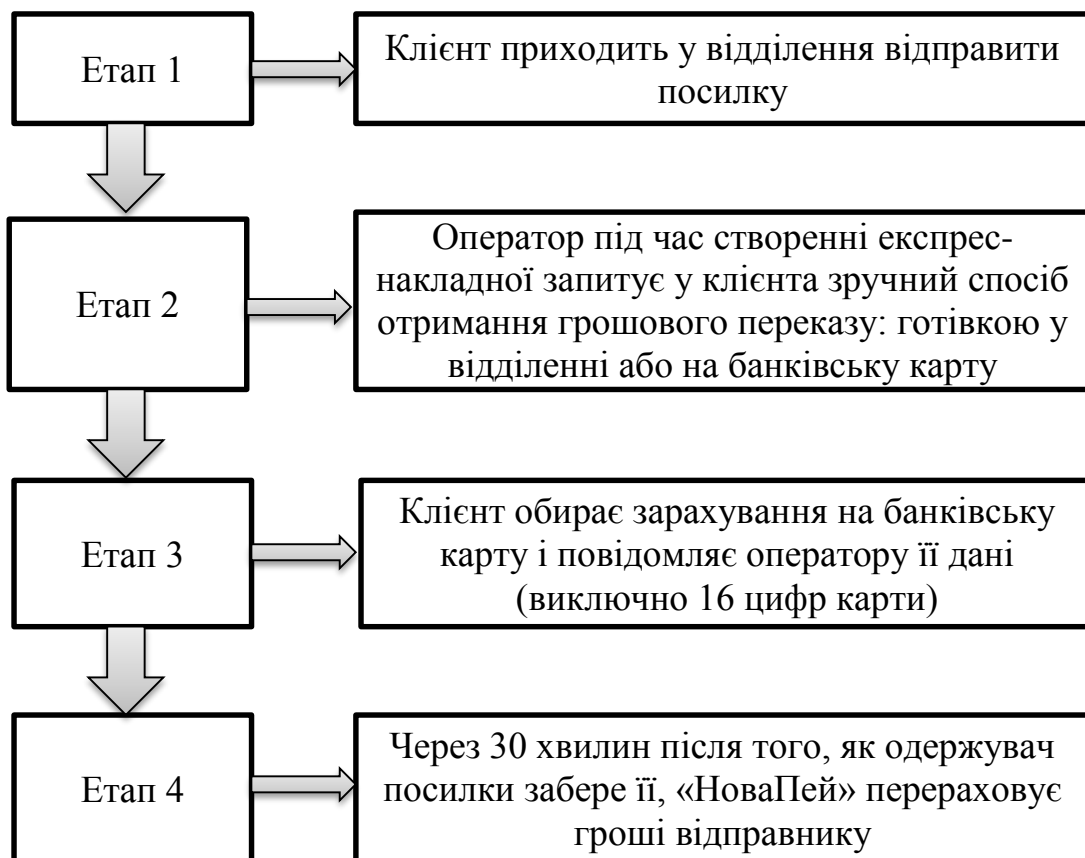 Етап 1
Клієнт приходить у відділення відправити
посилку
Етап 2
Оператор під час створенні експрес-
накладної запитує у клієнта зручний спосіб
отримання грошового переказу: готівкою у
відділенні або на банківську карту
Етап 3
Клієнт обирає зарахування на банківську
карту і повідомляє оператору її дані
(виключно 16 цифр карти)
Етап 4
Через 30 хвилин після того, як одержувач
посилки забере її, «НоваПей» перераховує
гроші відправнику